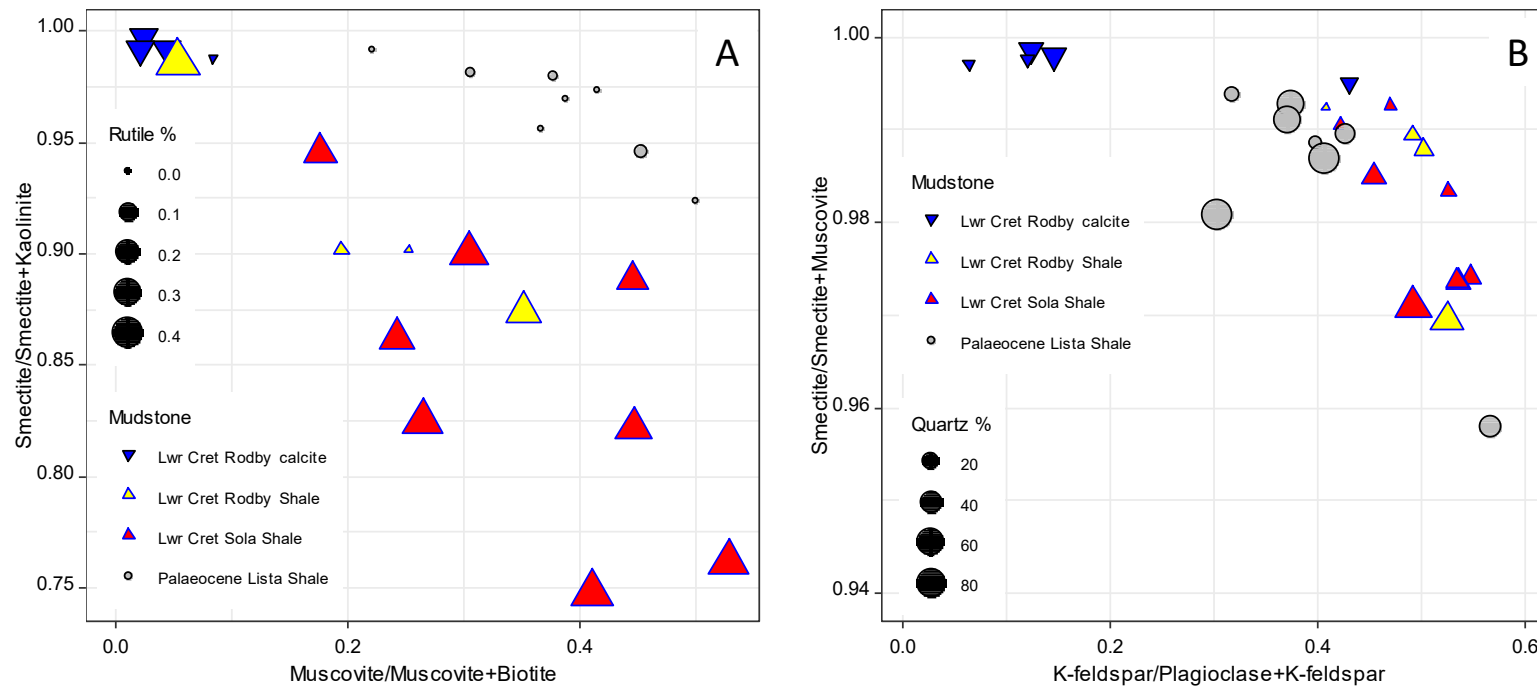 A
1.00
0.95
0.90
0.85
0.80
0.75
Smectite/Smectite+Kaolinite
Rutile %
0.0
0.1
0.2
0.3
0.4
Mudstone
Lwr Cret Rodby calcite
Lwr Cret Rodby Shale
Lwr Cret Sola Shale
Palaeocene Lista Shale
0.0 0.2 0.4
Muscovite/Muscovite+Biotite
B
1.00
0.98
0.96
0.94
Smectite/Smectite+Muscovite
Mudstone
Lwr Cret Rodby calcite
Lwr Cret Rodby Shale
Lwr Cret Sola Shale
Palaeocene Lista Shale
Quartz %
20
40
60
80
0.0 0.2 0.4 0.6
K-feldspar/Plagioclase+K-feldspar